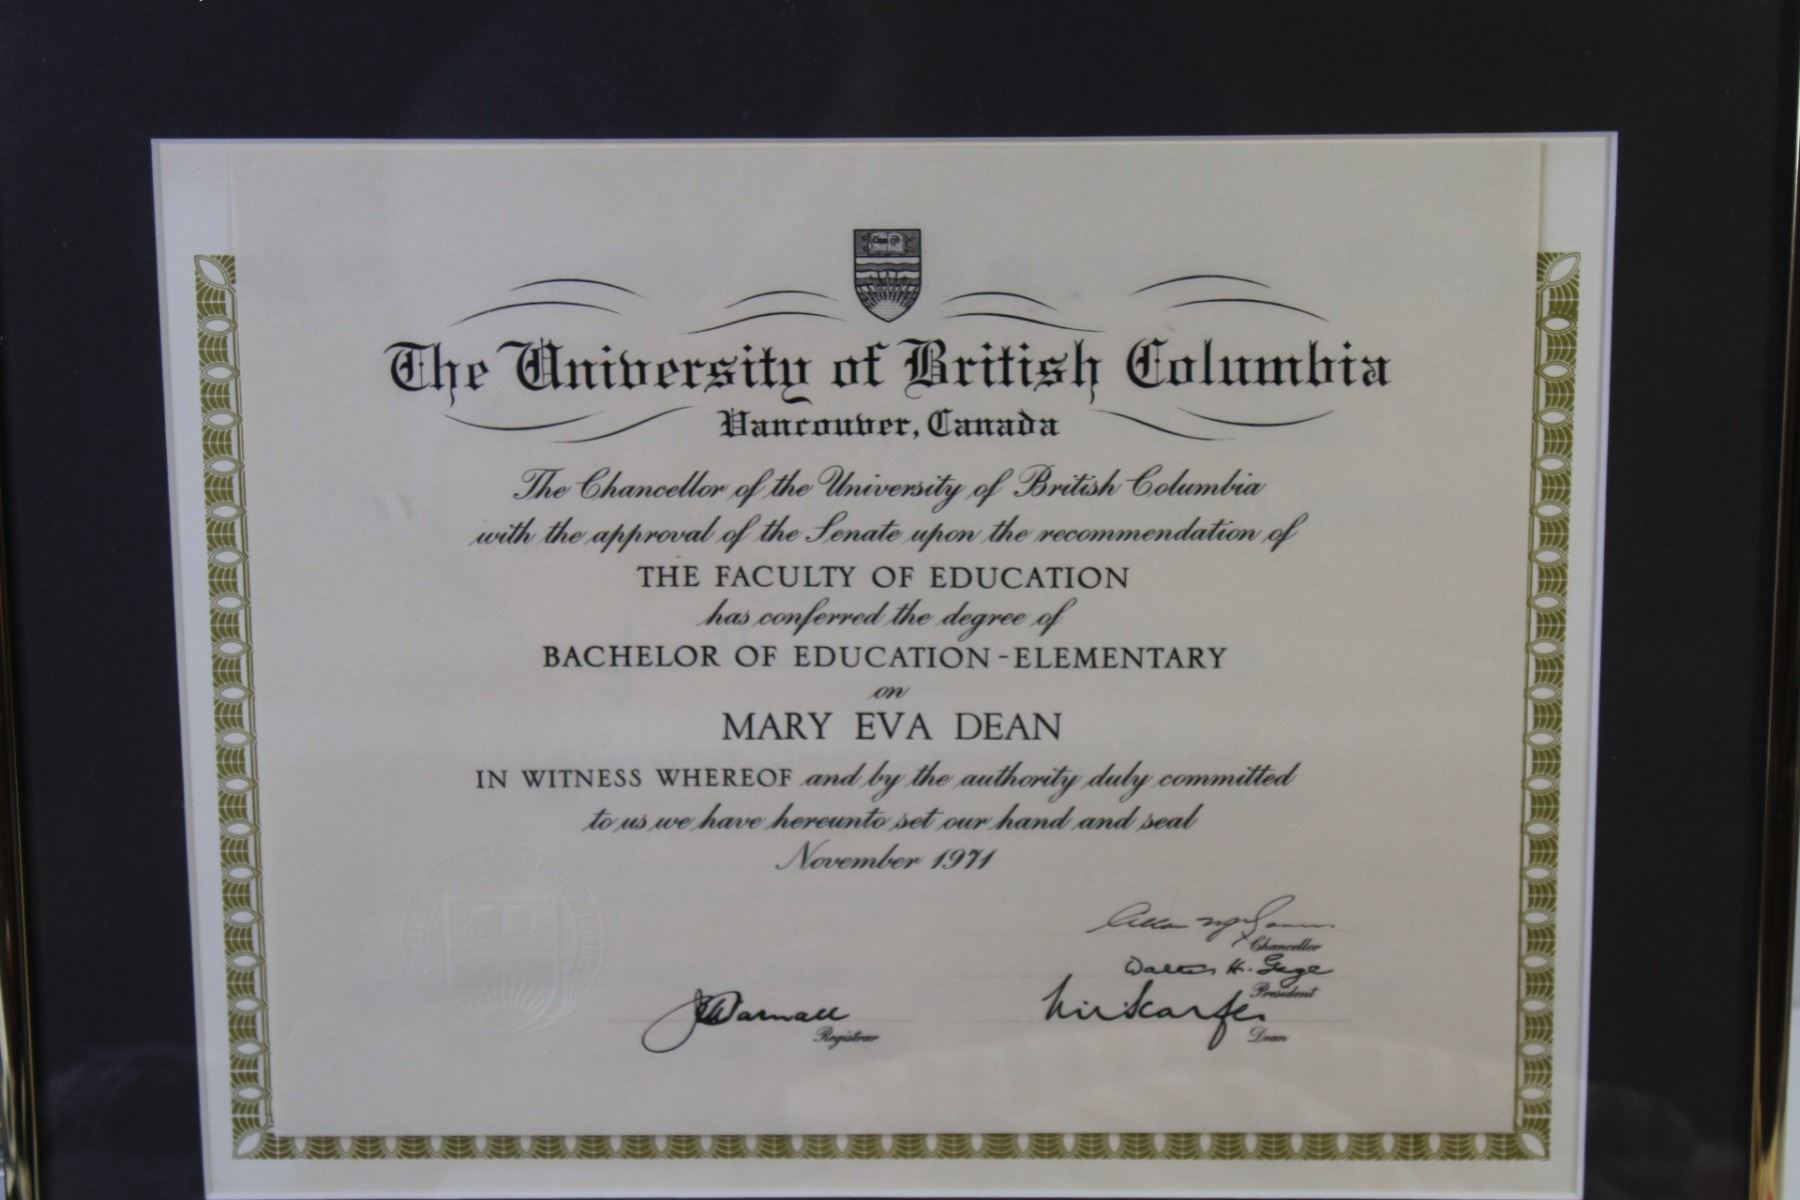 The University of British Columbia
Vancouver, Canada
The Chancellor of the University of British Columbia
with the approval of the Senate upon the recommendation of
THE FACULTY OF EDUCATION
has conferred the degree of
BACHELOR OF EDUCATION - ELEMENTARY
on
MARY EVA DEAN
IN WITNESS WHEREOF and by the authority duly committed
to us we have hereunto set our hand and seal
November 1971
Chancellor
Walter H. Gage
President
Registrar
Dean